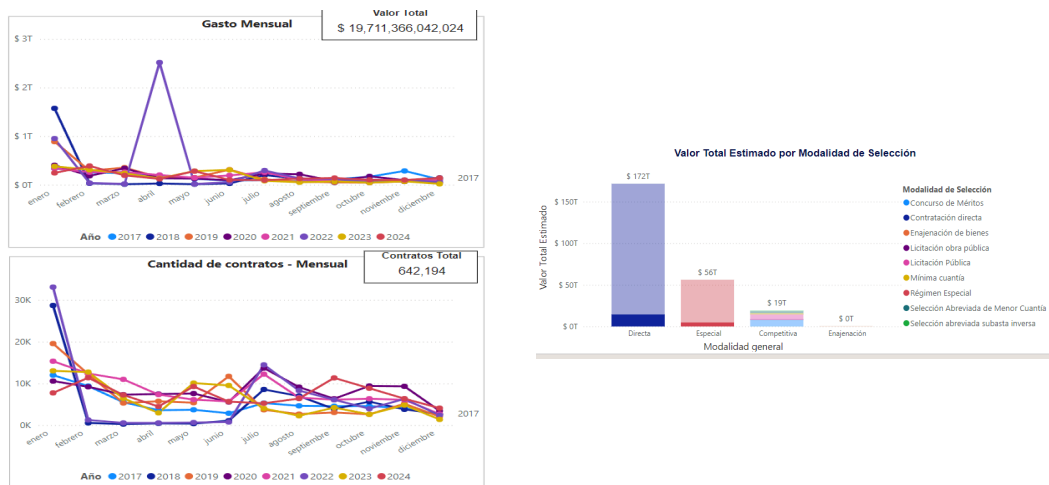 Gasto Mensual
Valor Total
$ 19,711,366,042,024
$ 3T
$ 2T
$ 1T
$ 0T
enero febrero marzo abril mayo junio julio agosto septiembre octubre noviembre diciembre
2017
Año 2017 2018 2019 2020 2021 2022 2023 2024
Cantidad de contratos - Mensual
Contratos Total
642,194
30K
20K
10K
0K
enero febrero marzo abril mayo junio julio agosto septiembre octubre noviembre diciembre
2017
Año 2017 2018 2019 2020 2021 2022 2023 2024
Valor Total Estimado por Modalidad de Selección
Valor Total Estimado
$ 150T
$ 100T
$ 50T
$ 0T
$ 172T
$ 56T
$ 19T
$ 0T
Directa Especial Competitiva Enajenación
Modalidad general
Modalidad de Selección
Concurso de Méritos
Contratación directa
Enajenación de bienes
Licitación obra pública
Licitación Pública
Mínima cuantía
Régimen Especial
Selección Abreviada de Menor Cuantía
Selección abreviada subasta inversa